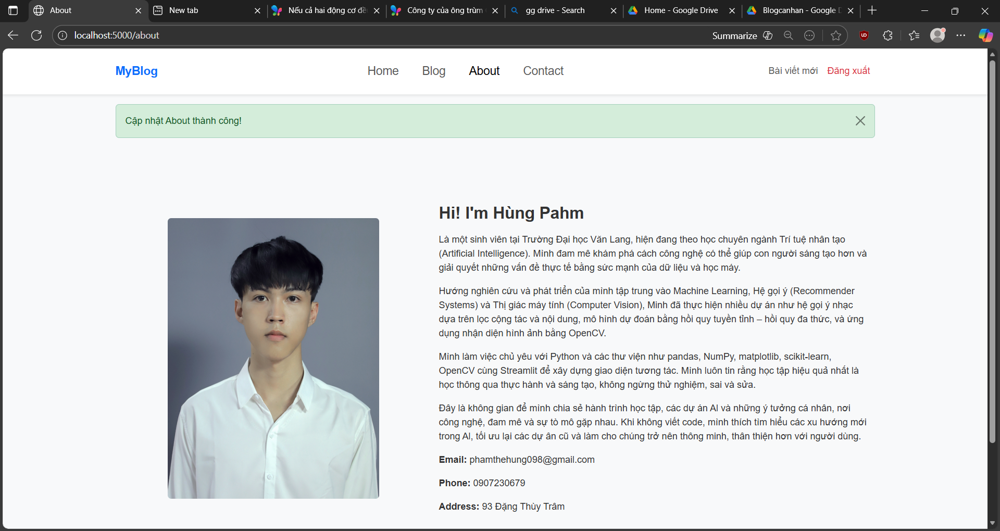 About
New tab
Nếu cả hai động cơ đề
Công ty của ông trùm
gg drive - Search
Home - Google Drive
Blogcanhan - Google D
localhost:5000/about
Summarize
MyBlog
Home
Blog
About
Contact
Bài viết mới
Đăng xuất
Cập nhật About thành công!
Hi! I'm Hùng Pahm
Là một sinh viên tại Trường Đại học Văn Lang, hiện đang theo học chuyên ngành Trí tuệ nhân tạo
(Artificial Intelligence). Mình đam mê khám phá cách công nghệ có thể giúp con người sáng tạo hơn và
giải quyết những vấn đề thực tế bằng sức mạnh của dữ liệu và học máy.
Hướng nghiên cứu và phát triển của mình tập trung vào Machine Learning, Hệ gọi ý (Recommender
Systems) và Thị giác máy tính (Computer Vision), Minh đã thực hiện nhiều dự án như hệ gọi ý nhạc
dựa trên lọc cộng tác và nội dung, mô hình dự đoán bằng hồi quy tuyến tỉnh – hồi quy đa thức, và ứng
dụng nhận diện hình ảnh bằng OpenCV.
Mình làm việc chủ yêu với Python và các thư viện như pandas, NumPy, matplotlib, scikit-learn,
OpenCV cùng Streamlit để xây dựng giao diện tương tác. Mình luôn tin rằng học tập hiệu quả nhất là
học thông qua thực hành và sáng tạo, không ngừng thử nghiệm, sai và sửa.
Đây là không gian để mình chia sẻ hành trình học tập, các dự án AI và những ý tưởng cá nhân, nơi
công nghệ, đam mê và sự tò mò gặp nhau. Khi không viết code, mình thích tìm hiểu các xu hướng mới
trong AI, tối ưu lại các dự ân cũ và làm cho chúng trở nên thông minh, thân thiện hơn với người dùng.
Email: phamthehung098@gmail.com
Phone: 0907230679
Address: 93 Đặng Thùy Trâm